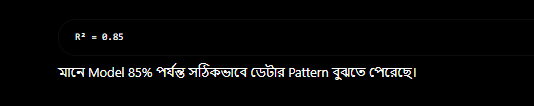 R² = 0.85
মানে Model 85% পর্যন্ত সঠিকভাবে ডেটার Pattern বুঝতে পেরেছে।